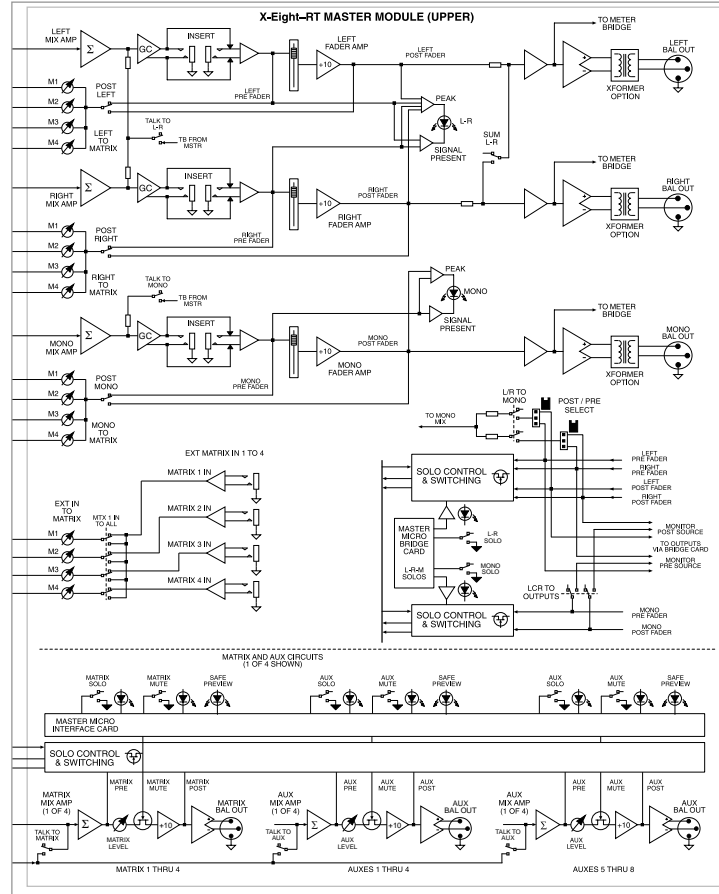 X-Eight–RT MASTER MODULE (UPPER)
LEFT
MIX AMP
Σ
GC
INSERT
LEFT
FADER AMP
+10
LEFT
POST FADER
TO METER
BRIDGE
LEFT
BAL OUT
XFORMER
OPTION
M1
M2
M3
M4
POST
LEFT
LEFT
TO
MATRIX
LEFT
PRE FADER
TALK TO
L-R
TB FROM
MSTR
PEAK
L-R
SIGNAL
PRESENT
SUM
L-R
RIGHT
MIX AMP
Σ
GC
INSERT
+10
RIGHT
FADER AMP
RIGHT
POST FADER
TO METER
BRIDGE
RIGHT
BAL OUT
XFORMER
OPTION
M1
M2
M3
M4
POST
RIGHT
RIGHT
TO
MATRIX
RIGHT
PRE FADER
TALK TO
MONO
TB FROM
MSTR
PEAK
MONO
SIGNAL
PRESENT
MONO
MIX AMP
Σ
GC
INSERT
+10
MONO
FADER AMP
MONO
POST FADER
TO METER
BRIDGE
MONO
BAL OUT
XFORMER
OPTION
M1
M2
M3
M4
POST
MONO
MONO
TO
MATRIX
MONO
PRE FADER
L/R TO
MONO
POST / PRE
SELECT
TO MONO
MIX
EXT MATRIX IN 1 TO 4
MATRIX 1 IN
MATRIX 2 IN
MATRIX 3 IN
MATRIX 4 IN
EXT IN
TO
MATRIX
MTX 1 IN
TO ALL
M1
M2
M3
M4
SOLO CONTROL
& SWITCHING
LEFT
PRE FADER
RIGHT
PRE FADER
LEFT
POST FADER
RIGHT
POST FADER
MASTER
MICRO
BRIDGE
CARD
L-R-M
SOLOS
L-R
SOLO
MONO
SOLO
MONITOR
POST SOURCE
TO OUTPUTS
VIA BRIDGE CARD
MONITOR
PRE SOURCE
LCR TO
OUTPUTS
SOLO CONTROL
& SWITCHING
MONO
PRE FADER
MONO
POST FADER
MATRIX AND AUX CIRCUITS
(1 OF 4 SHOWN)
MATRIX
SOLO
MATRIX
MUTE
SAFE
PREVIEW
AUX
SOLO
AUX
MUTE
SAFE
PREVIEW
AUX
SOLO
AUX
MUTE
SAFE
PREVIEW
MASTER MICRO
INTERFACE CARD
SOLO CONTROL
& SWITCHING
MATRIX
PRE
MATRIX
MUTE
MATRIX
POST
AUX
PRE
AUX
MUTE
AUX
POST
AUX
PRE
AUX
MUTE
AUX
POST
MATRIX
MIX AMP
(1 OF 4)
Σ
MATRIX
LEVEL
+10
MATRIX
BAL OUT
TALK TO
MATRIX
AUX
MIX AMP
(1 OF 4)
Σ
AUX
LEVEL
+10
AUX
BAL OUT
TALK TO
AUX
AUX
MIX AMP
(1 OF 4)
Σ
AUX
LEVEL
+10
AUX
BAL OUT
TALK TO
AUX
MATRIX 1 THRU 4
AUXES 1 THRU 4
AUXES 5 THRU 8